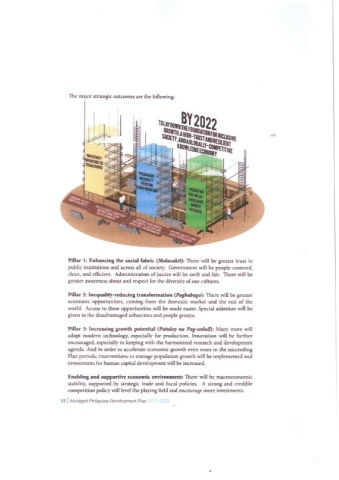 The major strategic outcomes are the following:
BY 2022
TO LAY DOWN THE FOUNDATION FOR INCLUSIVE
GROWTH, A HIGH-TRUST AND RESILIENT
SOCIETY, AND A GLOBALLY-COMPETITIVE
KNOWLEDGE ECONOMY
Pillar 1: Enhancing the social fabric (Malasakit): There will be greater trust in
public institutions and across all of society. Government will be people-centered,
clean, and efficient. Administration of justice will be swift and fair. There will be
greater awareness about and respect for the diversity of our cultures.
Pillar 2: Inequality-reducing transformation (Pagbabago): There will be greater
economic opportunities, coming from the domestic market and the rest of the
world. Access to these opportunities will be made easier. Special attention will be
given to the disadvantaged subsectors and people groups.
Pillar 3: Increasing growth potential (Patuloy na Pag-unlad): Many more will
adopt modern technology, especially for production. Innovation will be further
encouraged, especially in keeping with the harmonized research and development
agenda. And in order to accelerate economic growth even more in the succeeding
Plan periods, interventions to manage population growth will be implemented and
investments for human capital development will be increased.
Enabling and supportive economic environment: There will be macroeconomic
stability, supported by strategic trade and fiscal policies. A strong and credible
competition policy will level the playing field and encourage more investments.
12 | Abridged Philippine Development Plan 2017-2022